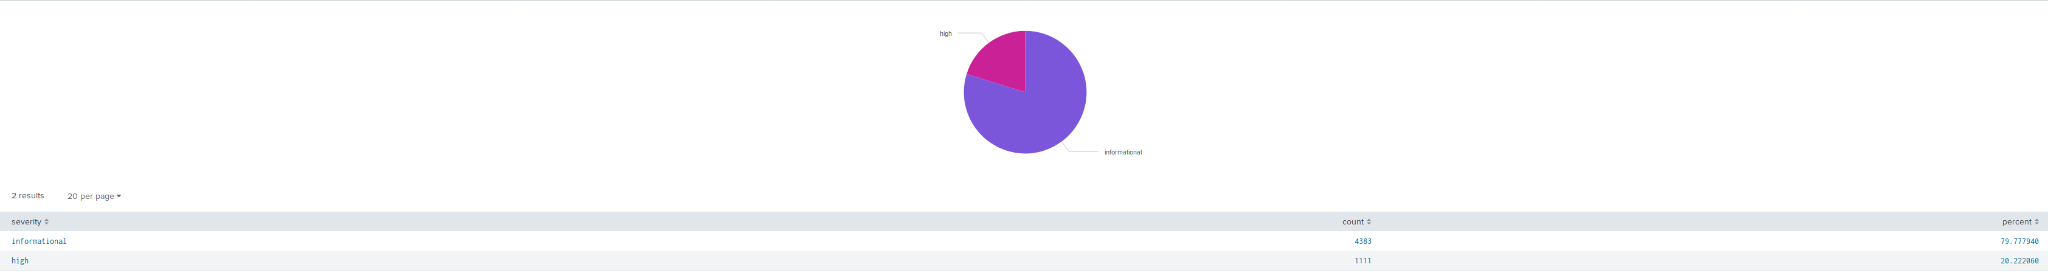 high
informational
2 results 20 per page
severity count percent
informational 4383 79.777940
high 1111 20.222060